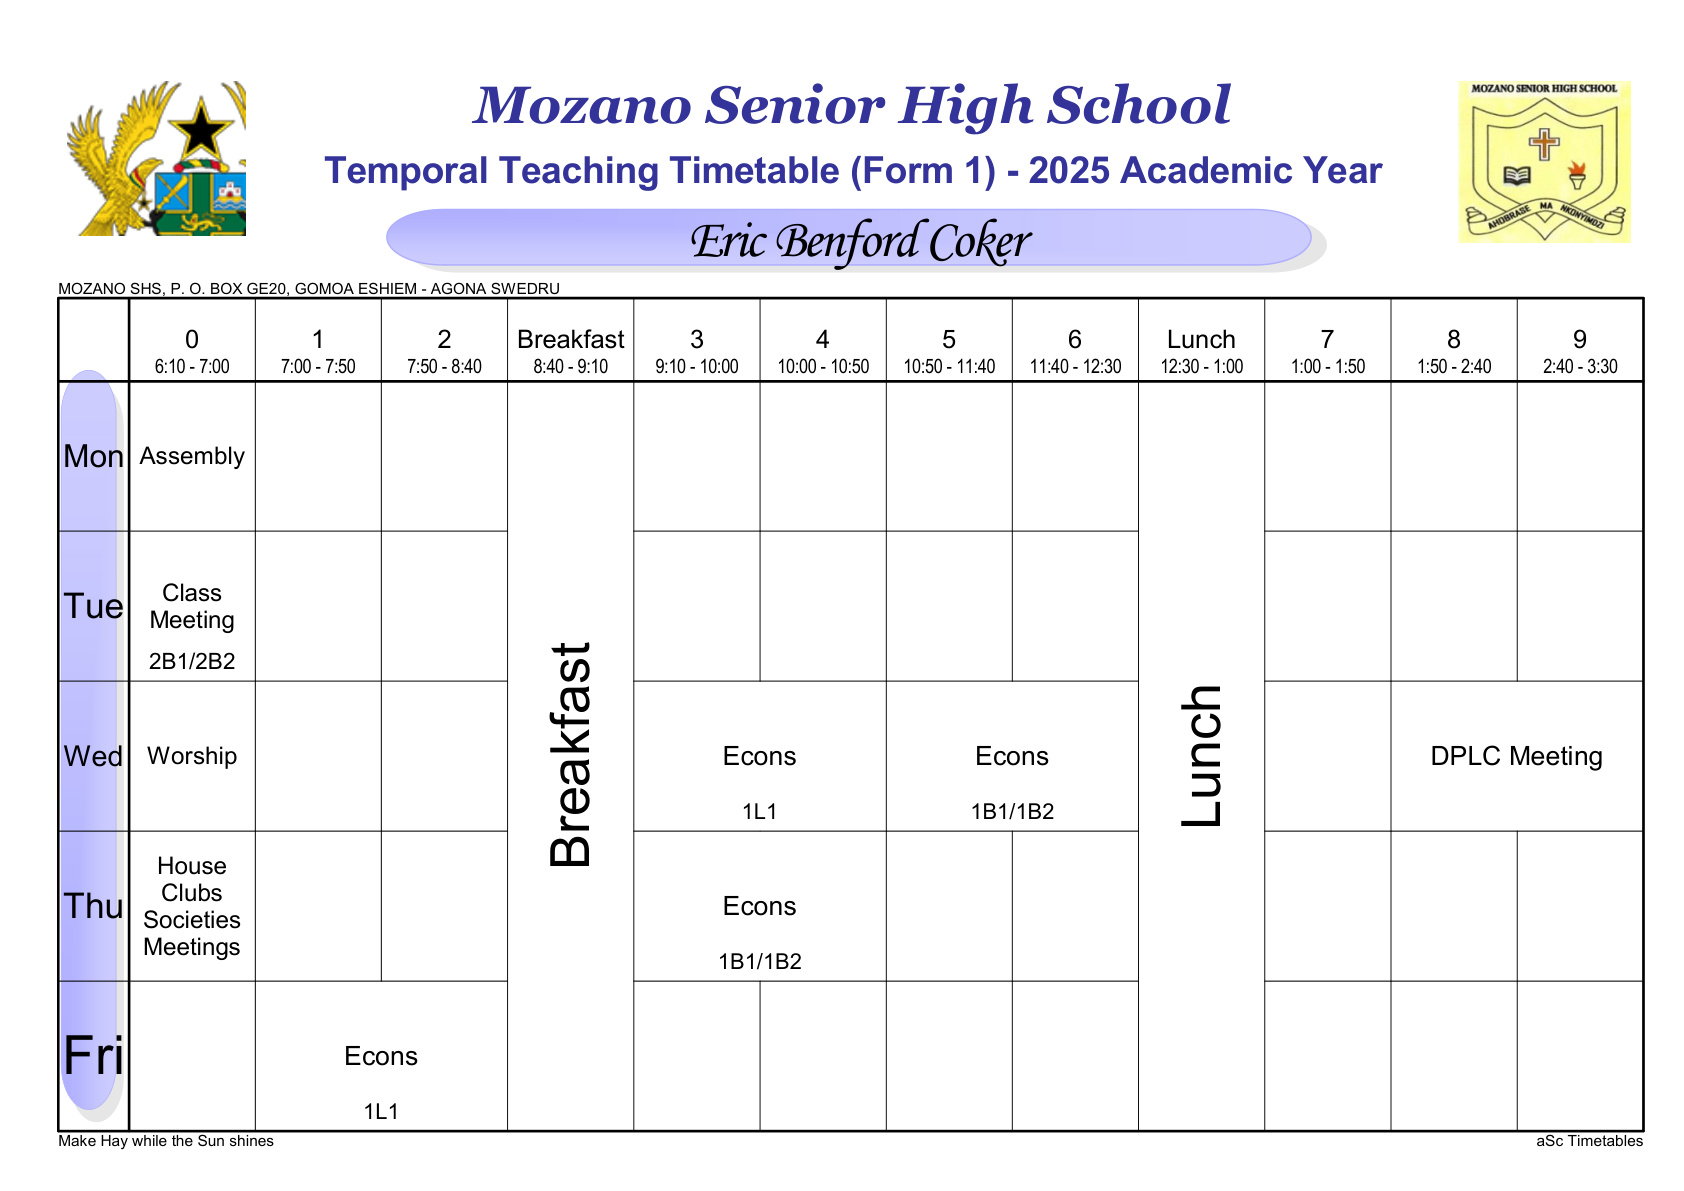 MOZANO SENIOR HIGH SCHOOL
AHOBRASE MA NKONYIMDZI
Mozano Senior High School
Temporal Teaching Timetable (Form 1) - 2025 Academic Year
Eric Benford Coker
MOZANO SHS, P. O. BOX GE20, GOMOA ESHIEM - AGONA SWEDRU
0 1 2 Breakfast 3 4 5 6 Lunch 7 8 9
6:10 - 7:00 7:00 - 7:50 7:50 - 8:40 8:40 - 9:10 9:10 - 10:00 10:00 - 10:50 10:50 - 11:40 11:40 - 12:30 12:30 - 1:00 1:00 - 1:50 1:50 - 2:40 2:40 - 3:30
Mon Assembly
Tue Class
Meeting
2B1/2B2
Breakfast
Lunch
Wed Worship Econs Econs DPLC Meeting
1L1 1B1/1B2
Thu House
Clubs
Societies
Meetings
Econs
1B1/1B2
Fri Econs
1L1
Make Hay while the Sun shines aSc Timetables